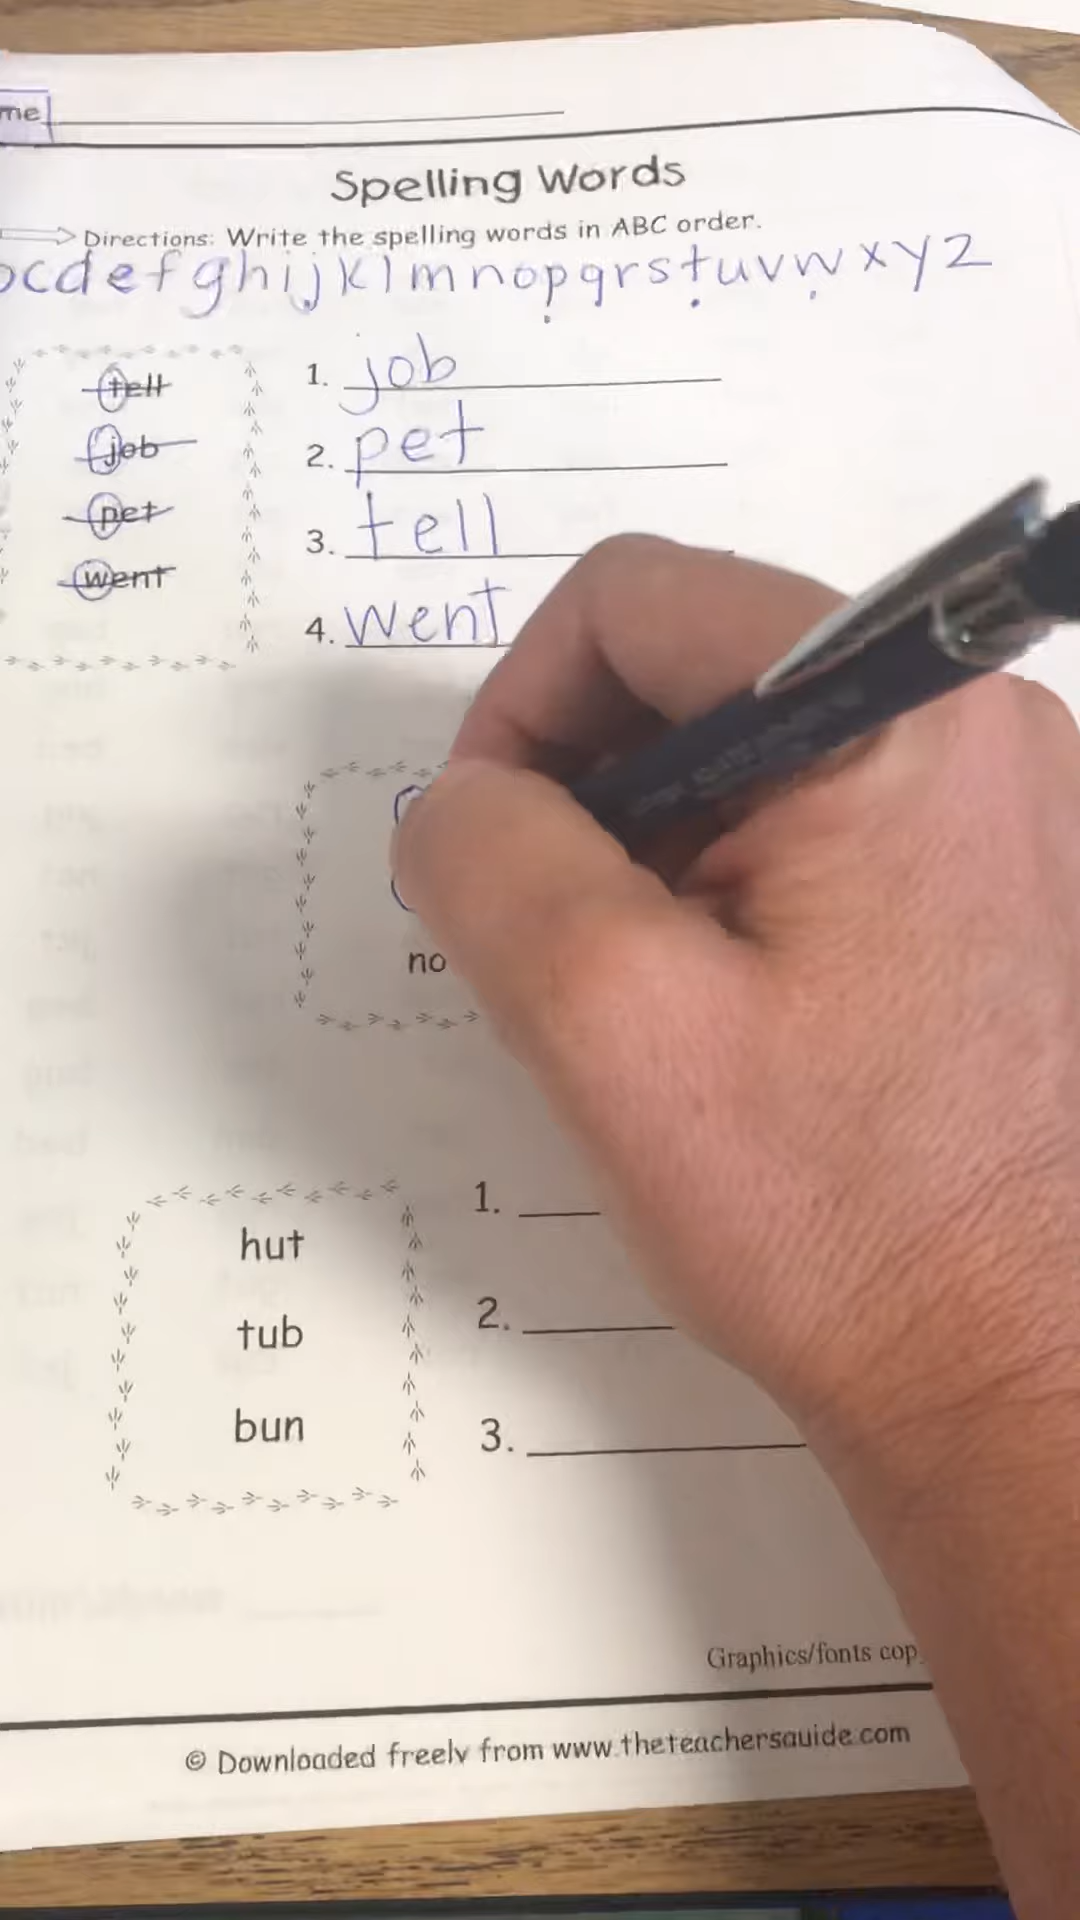 me
Spelling Words
Directions: Write the spelling words in ABC order.
cdefghijklmnopqrstuvwxyz
tell
job
pet
went
1. job
2. pet
3. tell
4. went
no
hut
tub
bun
1.
2.
3.
Graphics/fonts cop
© Downloaded freely from www.theteachersguide.com